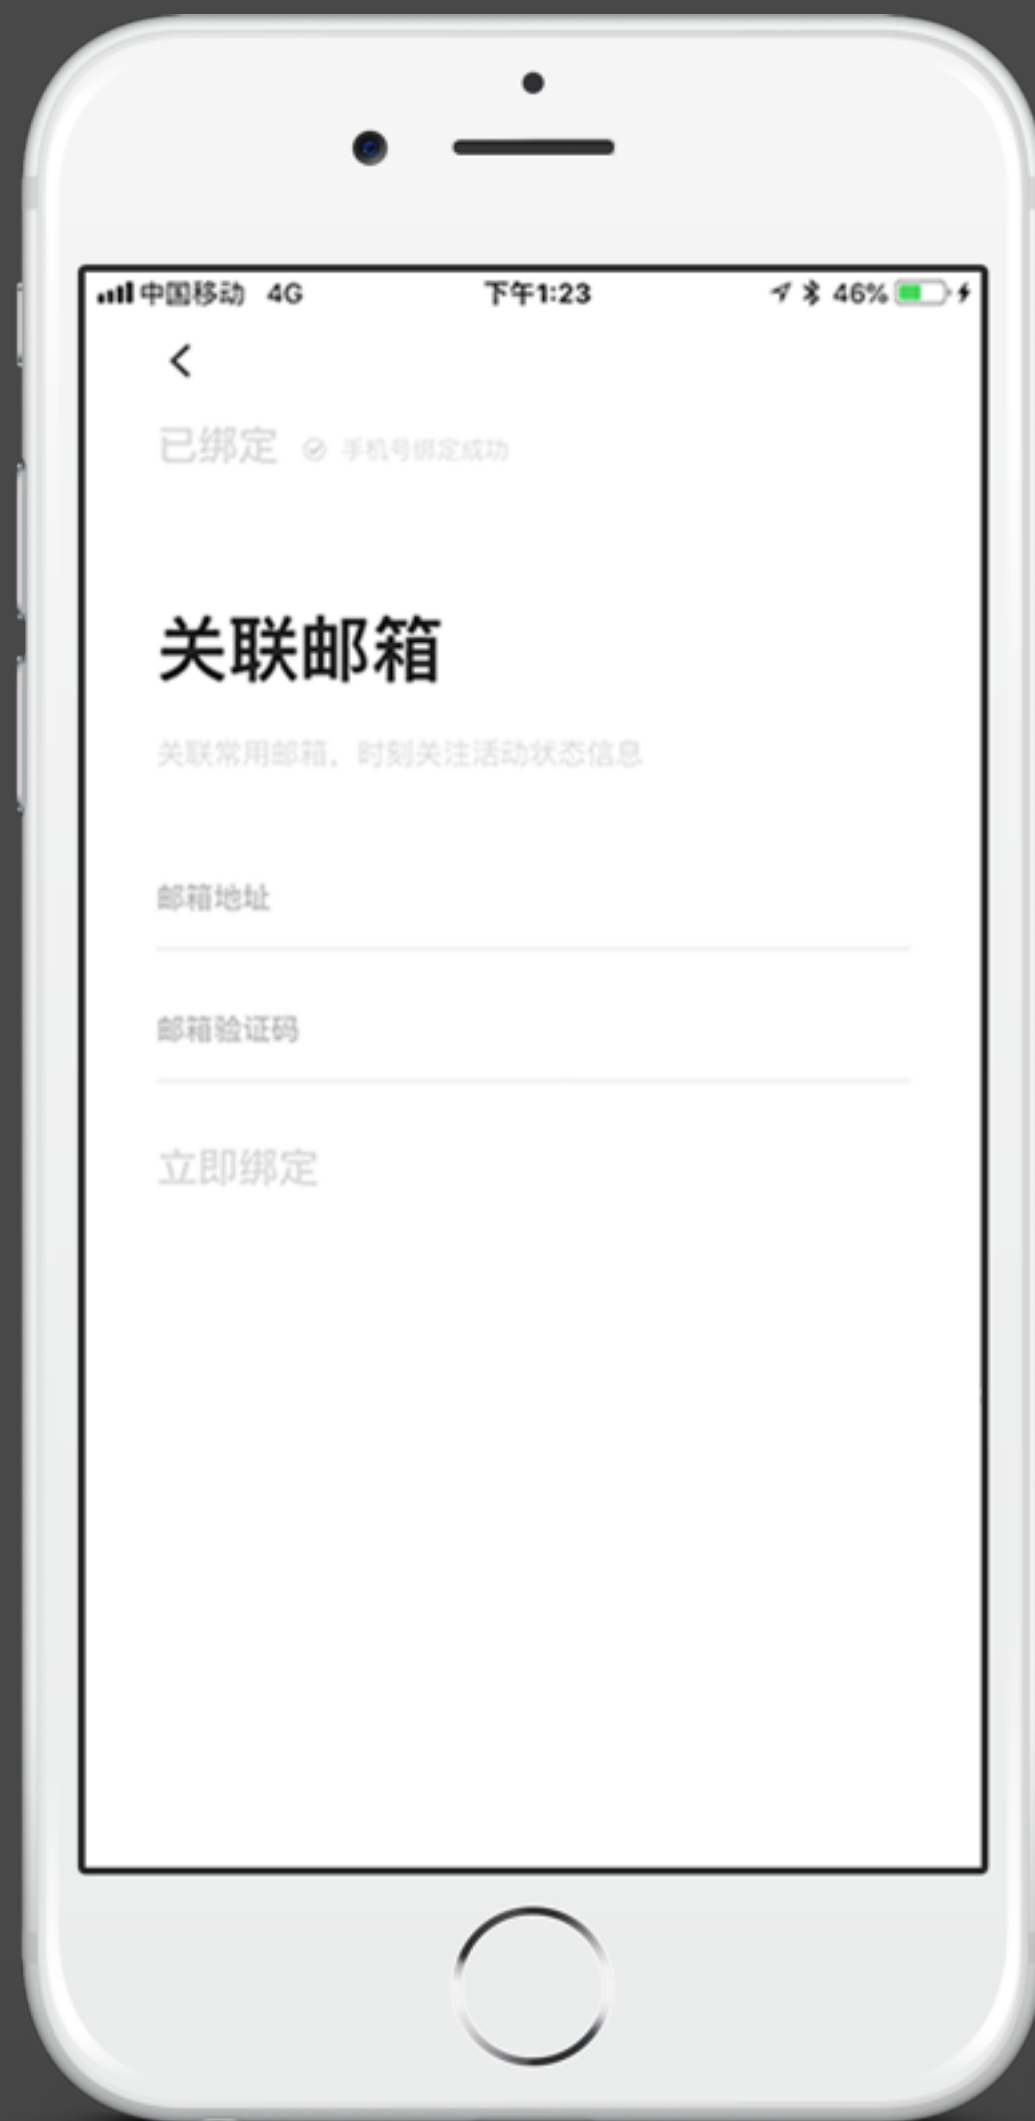 中国移动 4G 下午1:23 46%
已绑定 手机号绑定成功
关联邮箱
关联常用邮箱，时刻关注活动状态信息
邮箱地址
邮箱验证码
立即绑定